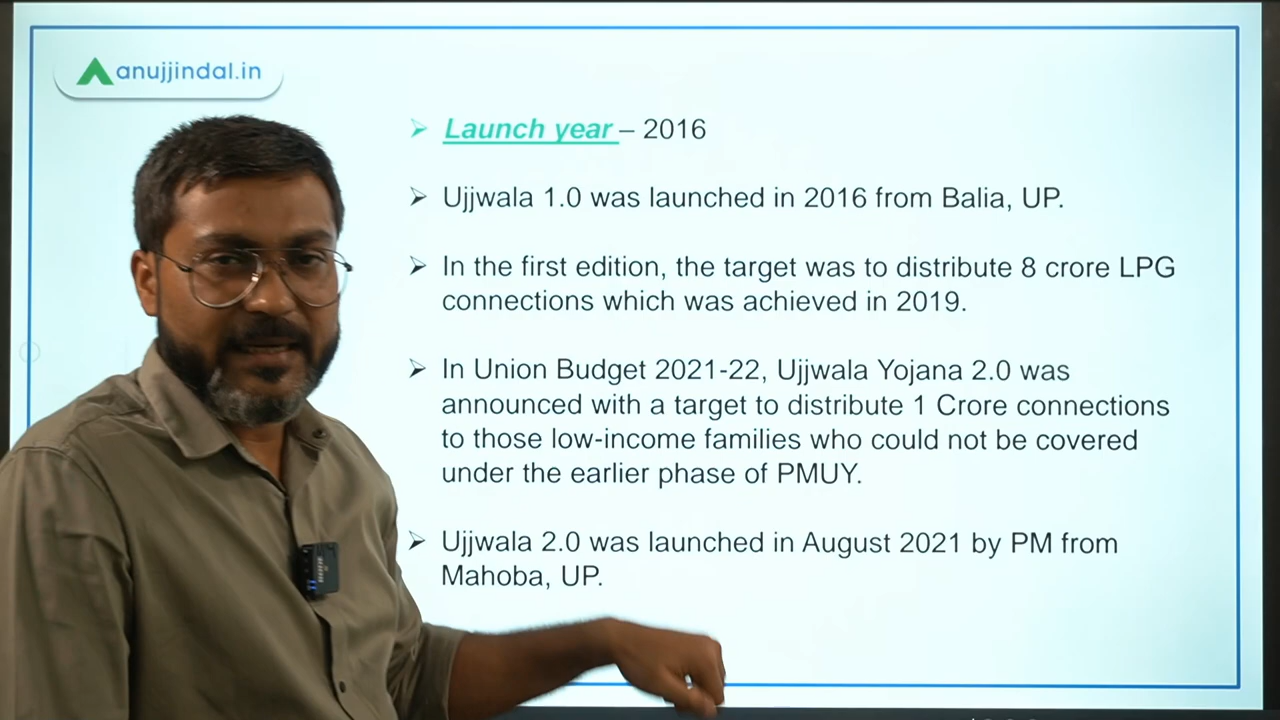 anujjindal.in
➢ Launch year – 2016
➢ Ujjwala 1.0 was launched in 2016 from Balia, UP.
➢ In the first edition, the target was to distribute 8 crore LPG
connections which was achieved in 2019.
➢ In Union Budget 2021-22, Ujjwala Yojana 2.0 was
announced with a target to distribute 1 Crore connections
to those low-income families who could not be covered
under the earlier phase of PMUY.
➢ Ujjwala 2.0 was launched in August 2021 by PM from
Mahoba, UP.